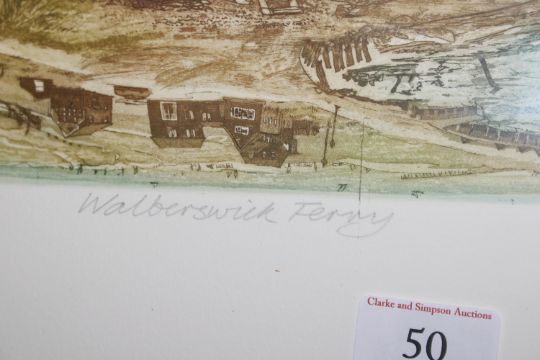 Walberswick Ferry
Clarke and Simpson Auctions
50